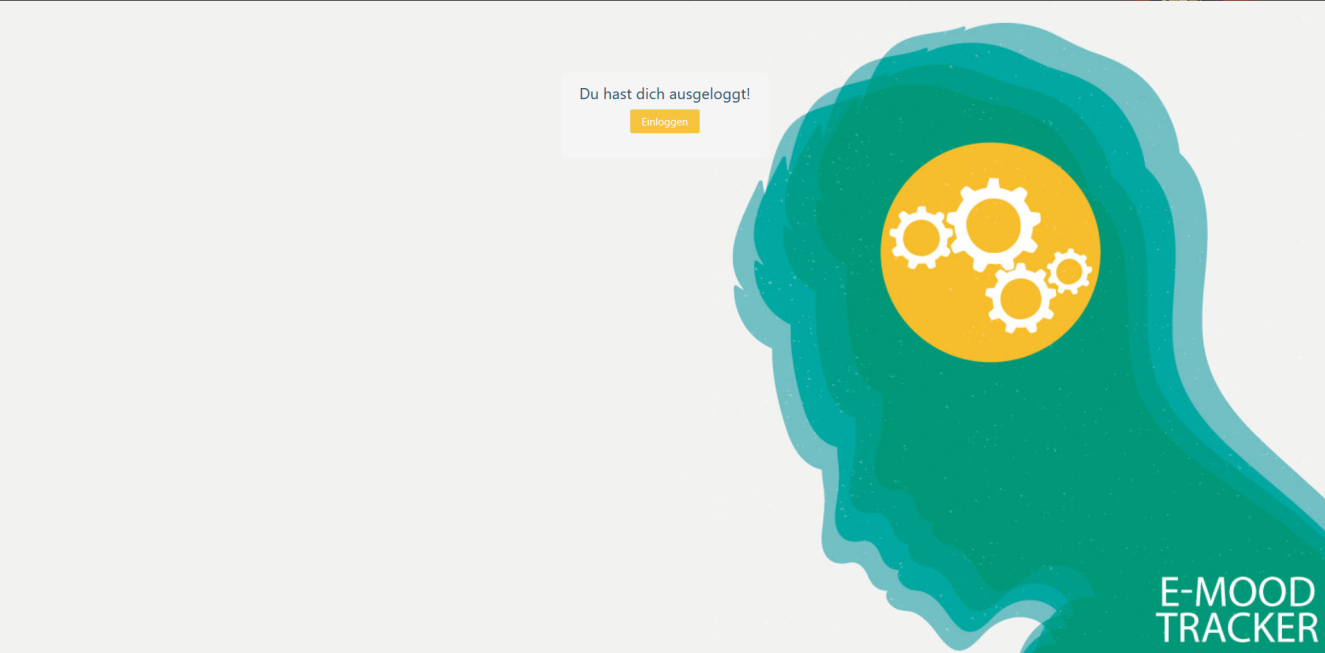 Du hast dich ausgeloggt!
Einloggen
E-MOOD
TRACKER